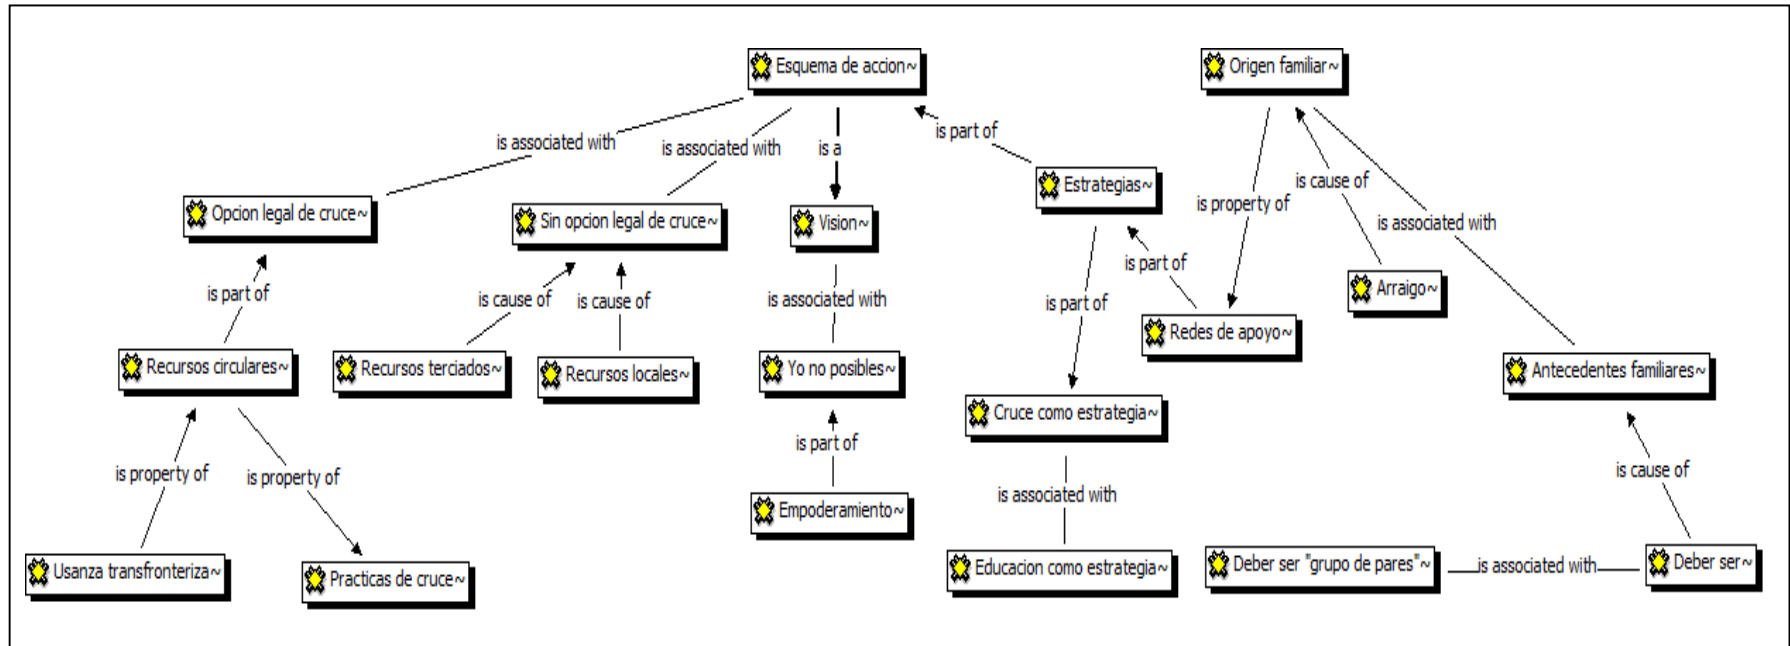 Esquema de accion~
Origen familiar~
is part of
is associated with
is associated with
is a
Estrategias~
is cause of
Opcion legal de cruce~
Sin opcion legal de cruce~
Vision~
is property of
is associated with
is part of
Arraigo~
is part of
is cause of
is cause of
is associated with
is part of
Redes de apoyo~
Recursos circulares~
Recursos terciados~
Recursos locales~
Yo no posibles~
Antecedentes familiares~
Cruce como estrategia~
is part of
is property of
is property of
is cause of
is associated with
Empoderamiento~
Usanza transfronteriza~
Practicas de cruce~
Educacion como estrategia~
Deber ser "grupo de pares"~
is associated with
Deber ser~